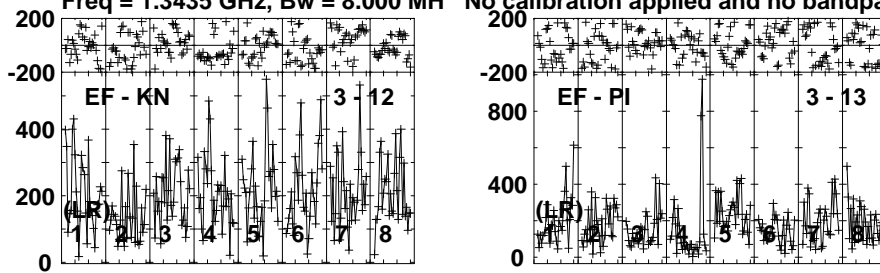 Freq = 1.3435 GHz, Bw = 8.000 MH No calibration applied and no bandpa
200
-200
EF - KN 3 - 12
400
200
0
(LR)
1 2 3 4 5 6 7 8
200
-200
EF - PI 3 - 13
800
400
0
(LR)
1 2 3 4 5 6 7 8